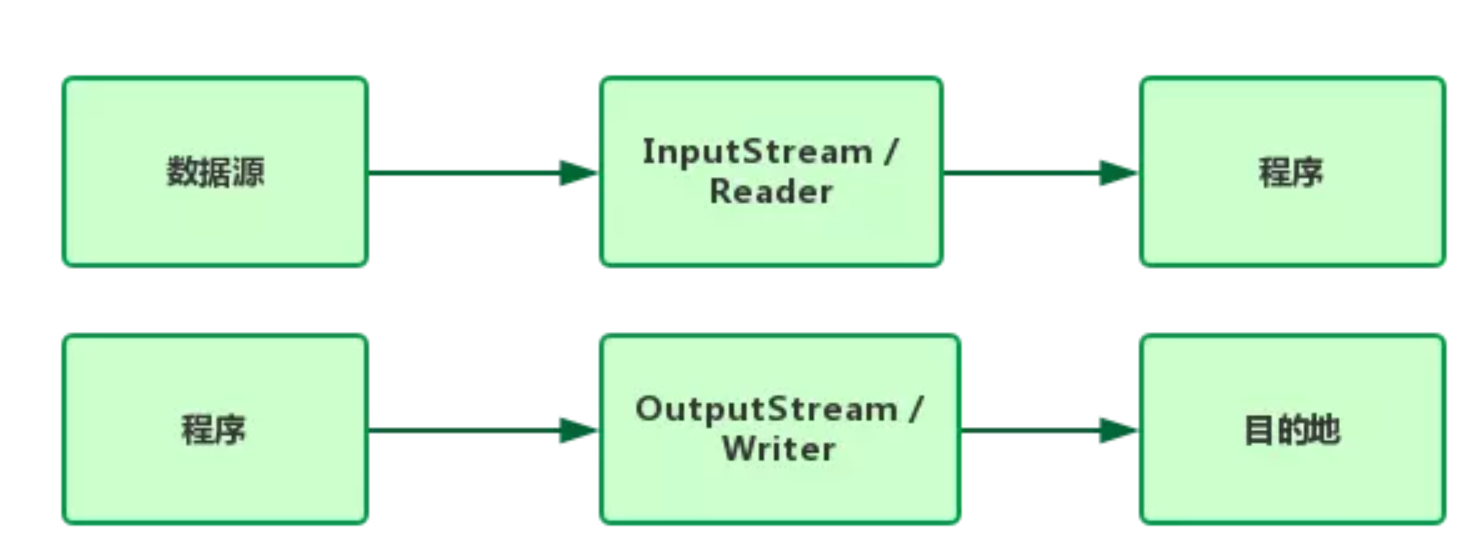 数据源
InputStream /
Reader
程序
程序
OutputStream /
Writer
目的地